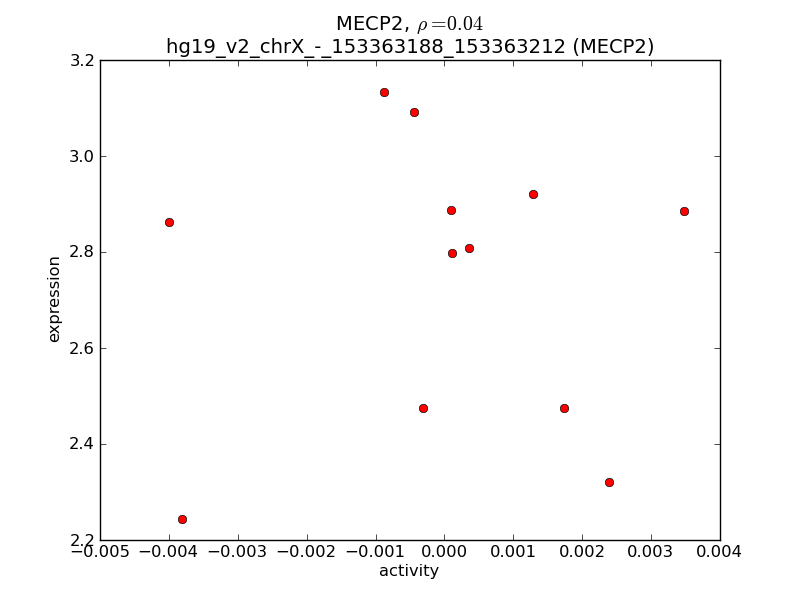 MECP2, ρ=0.04
hg19_v2_chrX_-_153363188_153363212 (MECP2)
3.2
3.0
2.8
2.6
2.4
2.2
expression
−0.005 −0.004 −0.003 −0.002 −0.001 0.000 0.001 0.002 0.003 0.004
activity